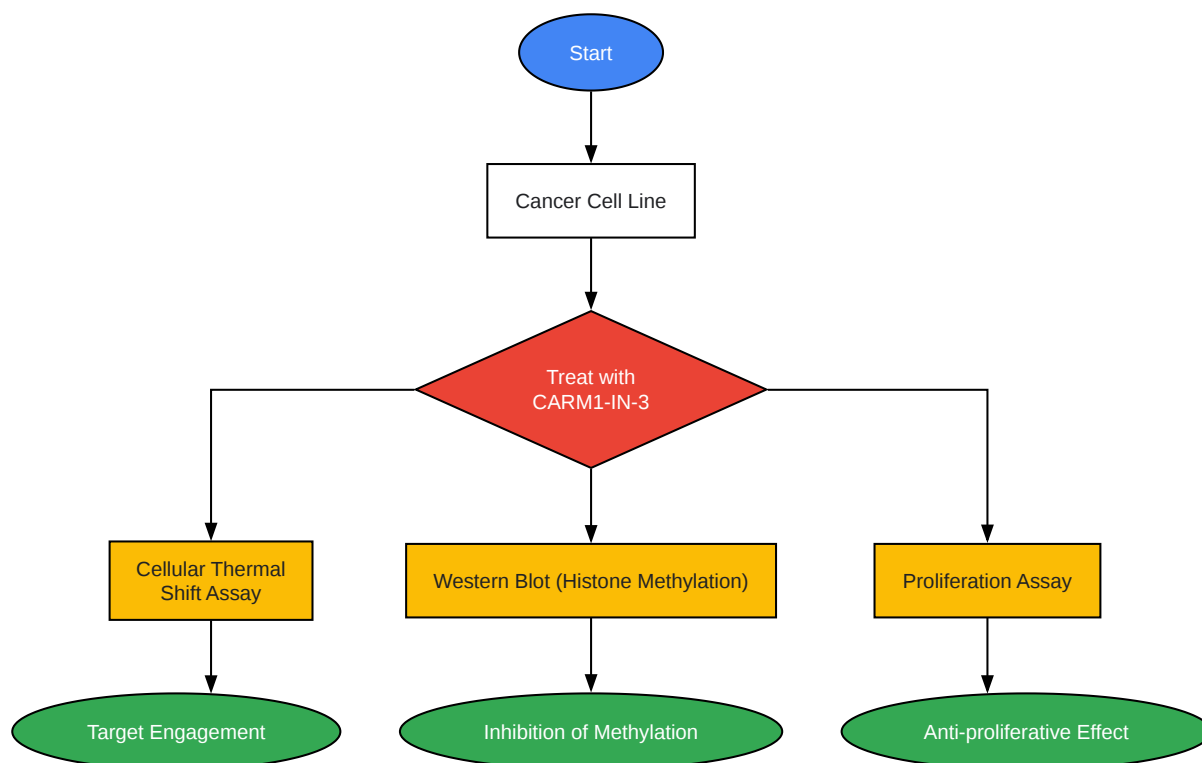 Start
Cancer Cell Line
Treat with
CARM1-IN-3
Cellular Thermal
Shift Assay
Western Blot (Histone Methylation)
Proliferation Assay
Target Engagement
Inhibition of Methylation
Anti-proliferative Effect